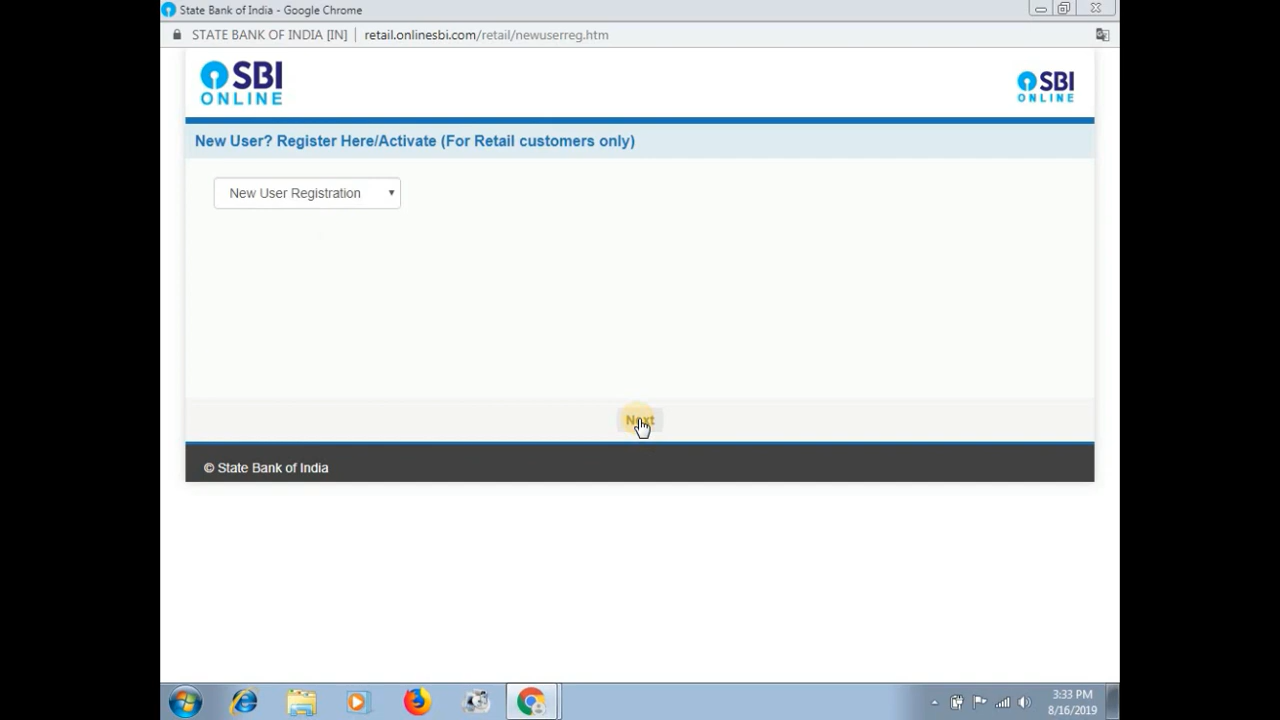 State Bank of India - Google Chrome
STATE BANK OF INDIA [IN] | retail.onlinesbi.com/retail/newuserreg.htm
SBI
ONLINE
SBI
ONLINE
New User? Register Here/Activate (For Retail customers only)
New User Registration
Next
© State Bank of India
3:33 PM
8/16/2019